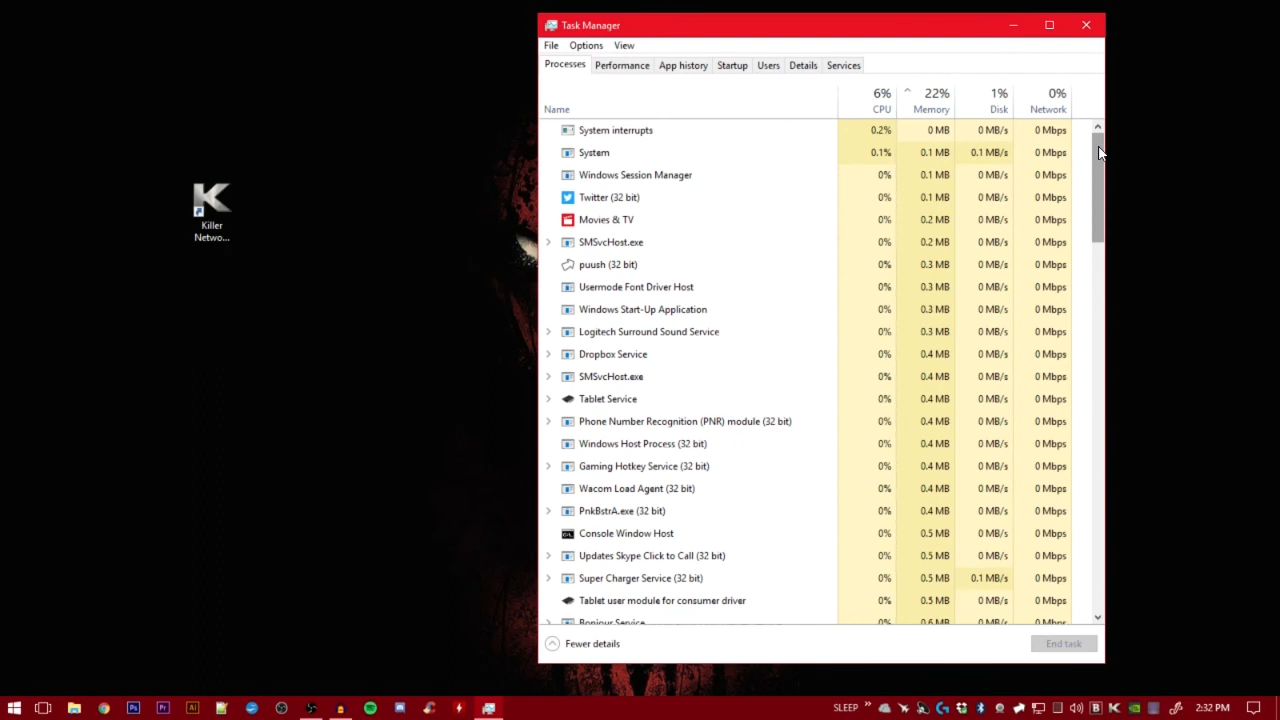 Task Manager
File Options View
Processes Performance App history Startup Users Details Services
6% 22% 1% 0%
Name CPU Memory Disk Network
System interrupts 0.2% 0 MB 0 MB/s 0 Mbps
System 0.1% 0.1 MB 0.1 MB/s 0 Mbps
Windows Session Manager 0% 0.1 MB 0 MB/s 0 Mbps
Twitter (32 bit) 0% 0.1 MB 0 MB/s 0 Mbps
Movies & TV 0% 0.2 MB 0 MB/s 0 Mbps
SMSvcHost.exe 0% 0.2 MB 0 MB/s 0 Mbps
puush (32 bit) 0% 0.3 MB 0 MB/s 0 Mbps
Usermode Font Driver Host 0% 0.3 MB 0 MB/s 0 Mbps
Windows Start-Up Application 0% 0.3 MB 0 MB/s 0 Mbps
Logitech Surround Sound Service 0% 0.3 MB 0 MB/s 0 Mbps
Dropbox Service 0% 0.4 MB 0 MB/s 0 Mbps
SMSvcHost.exe 0% 0.4 MB 0 MB/s 0 Mbps
Tablet Service 0% 0.4 MB 0 MB/s 0 Mbps
Phone Number Recognition (PNR) module (32 bit) 0% 0.4 MB 0 MB/s 0 Mbps
Windows Host Process (32 bit) 0% 0.4 MB 0 MB/s 0 Mbps
Gaming Hotkey Service (32 bit) 0% 0.4 MB 0 MB/s 0 Mbps
Wacom Load Agent (32 bit) 0% 0.4 MB 0 MB/s 0 Mbps
PnkBstrA.exe (32 bit) 0% 0.4 MB 0 MB/s 0 Mbps
Console Window Host 0% 0.5 MB 0 MB/s 0 Mbps
Updates Skype Click to Call (32 bit) 0% 0.5 MB 0 MB/s 0 Mbps
Super Charger Service (32 bit) 0% 0.5 MB 0.1 MB/s 0 Mbps
Tablet user module for consumer driver 0% 0.5 MB 0 MB/s 0 Mbps
Bonjour Service 0% 0.6 MB 0 MB/s 0 Mbps
Fewer details End task
Killer
Netwo...
Ps Pr Ai SLEEP 2:32 PM